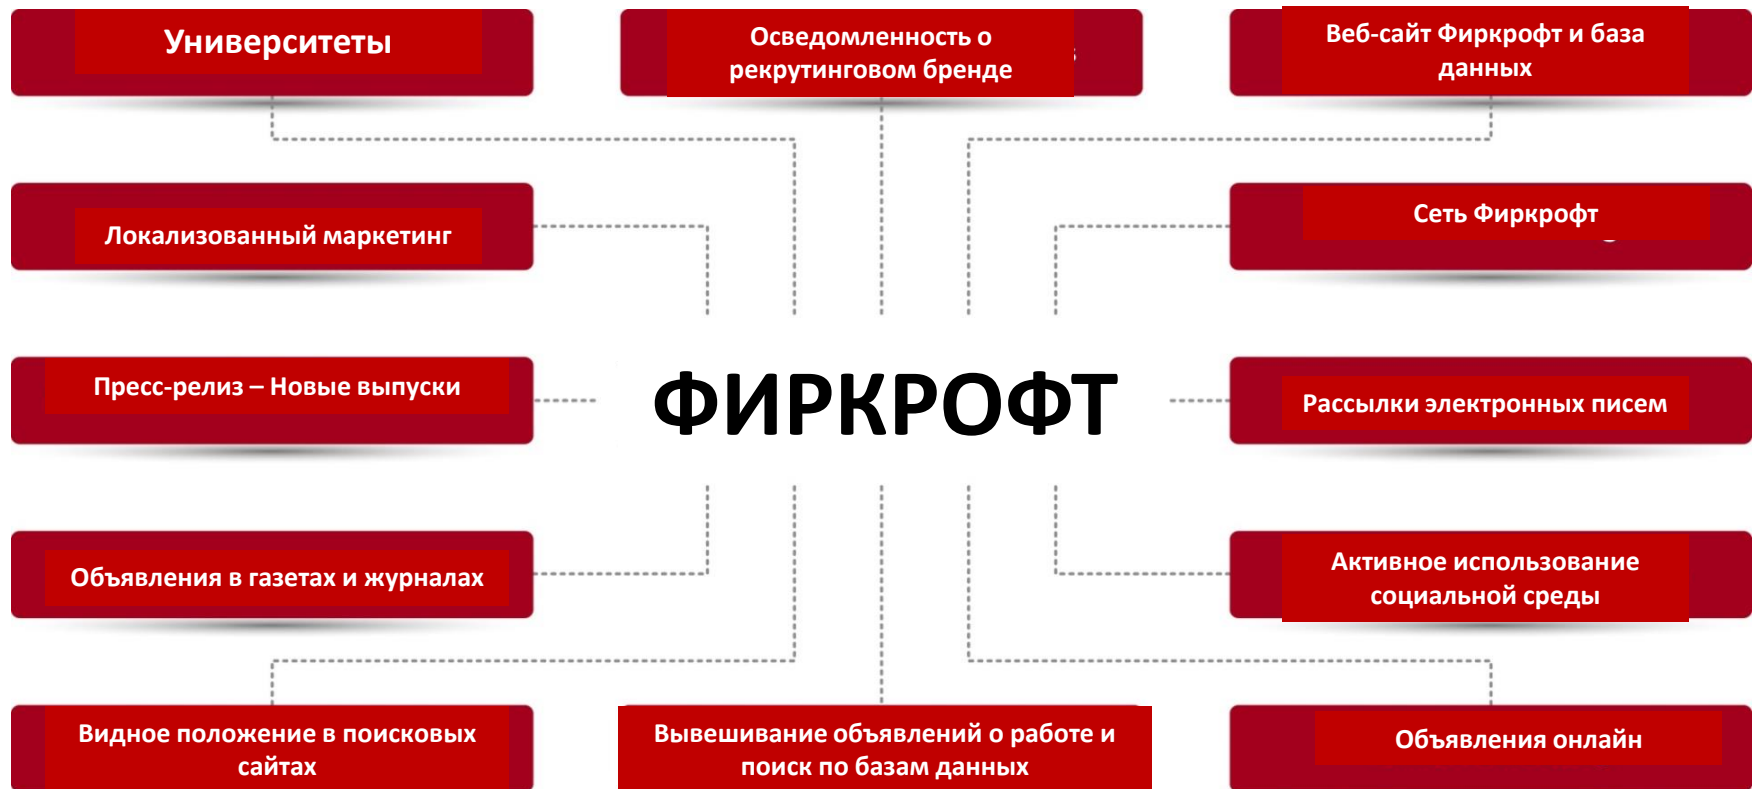 Университеты
Осведомленность о
рекрутинговом бренде
Веб-сайт Фиркрофт и база
данных
Локализованный маркетинг
Сеть Фиркрофт
Пресс-релиз – Новые выпуски
ФИРКРОФТ
Рассылки электронных писем
Объявления в газетах и журналах
Активное использование
социальной среды
Видное положение в поисковых
сайтах
Вывешивание объявлений о работе и
поиск по базам данных
Объявления онлайн